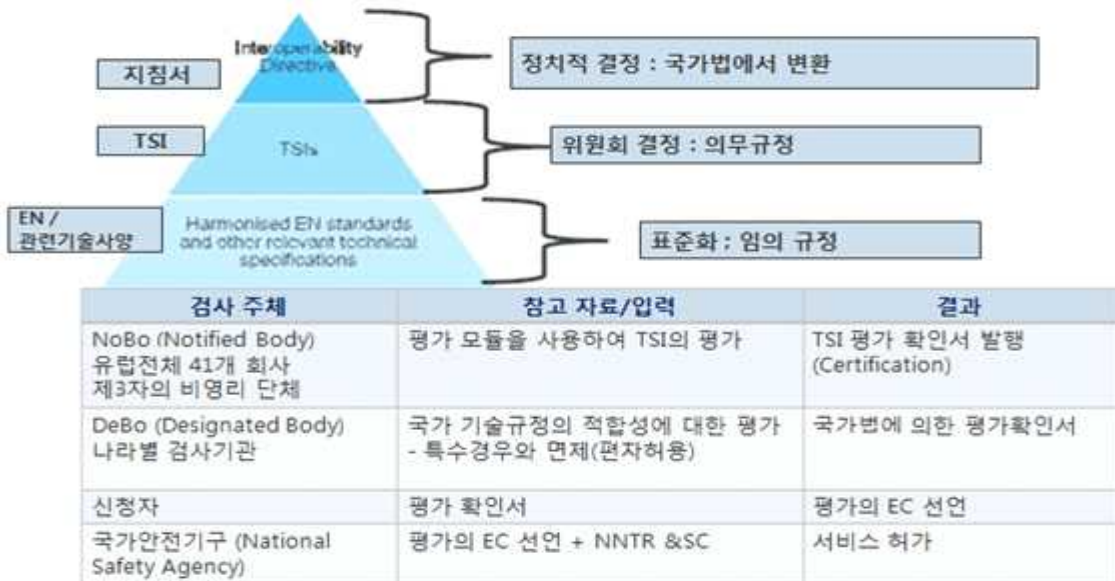 Interoperability
Directive
지침서
정치적 결정 : 국가법에서 변환
TSI
TSIs
위원회 결정 : 의무규정
EN /
관련기술사양
Harmonised EN standards
and other relevant technical
specifications
표준화 : 임의 규정
검사 주체
참고 자료/입력
결과
NoBo (Notified Body)
유럽전체 41개 회사
제3자의 비영리 단체
평가 모듈을 사용하여 TSI의 평가
TSI 평가 확인서 발행
(Certification)
DeBo (Designated Body)
나라별 검사기관
국가 기술규정의 적합성에 대한 평가
- 특수경우와 면제(편차허용)
국가법에 의한 평가확인서
신청자
평가 확인서
평가의 EC 선언
국가안전기구 (National
Safety Agency)
평가의 EC 선언 + NNTR &SC
서비스 허가